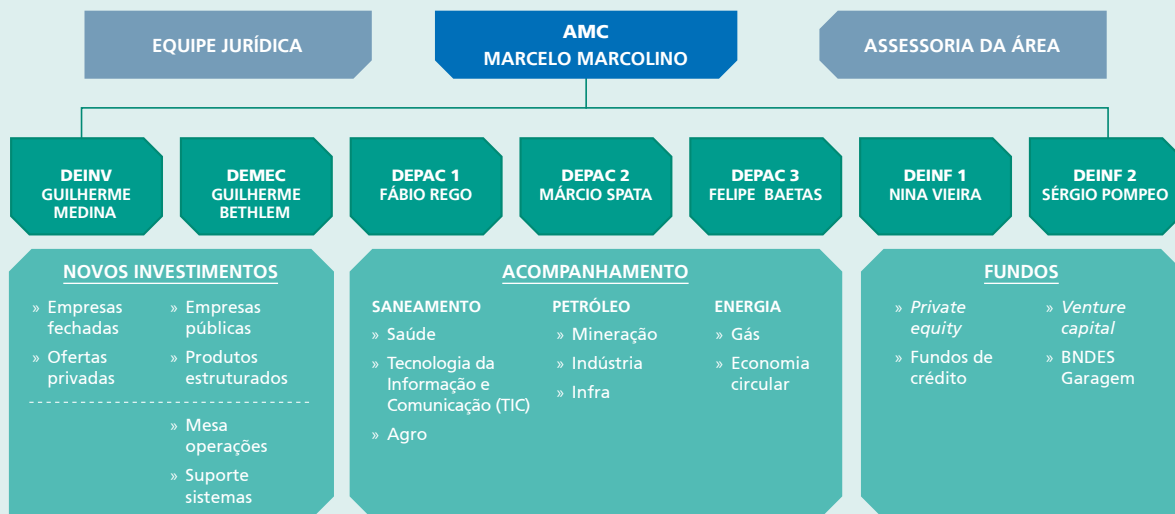 EQUIPE JURÍDICA
AMC
MARCELO MARCOLINO
ASSESSORIA DA ÁREA
DEINV
GUILHERME
MEDINA
DEMEC
GUILHERME
BETHLEM
DEPAC 1
FÁBIO REGO
DEPAC 2
MÁRCIO SPATA
DEPAC 3
FELIPE BAETAS
DEINF 1
NINA VIEIRA
DEINF 2
SÉRGIO POMPEO
NOVOS INVESTIMENTOS
» Empresas
fechadas
» Ofertas
privadas
» Empresas
públicas
» Produtos
estruturados
» Mesa
operações
» Suporte
sistemas
ACOMPANHAMENTO
SANEAMENTO
» Saúde
» Tecnologia da
Informação e
Comunicação (TIC)
» Agro
PETRÓLEO
» Mineração
» Indústria
» Infra
ENERGIA
» Gás
» Economia
circular
FUNDOS
» Private
equity
» Fundos de
crédito
» Venture
capital
» BNDES
Garagem